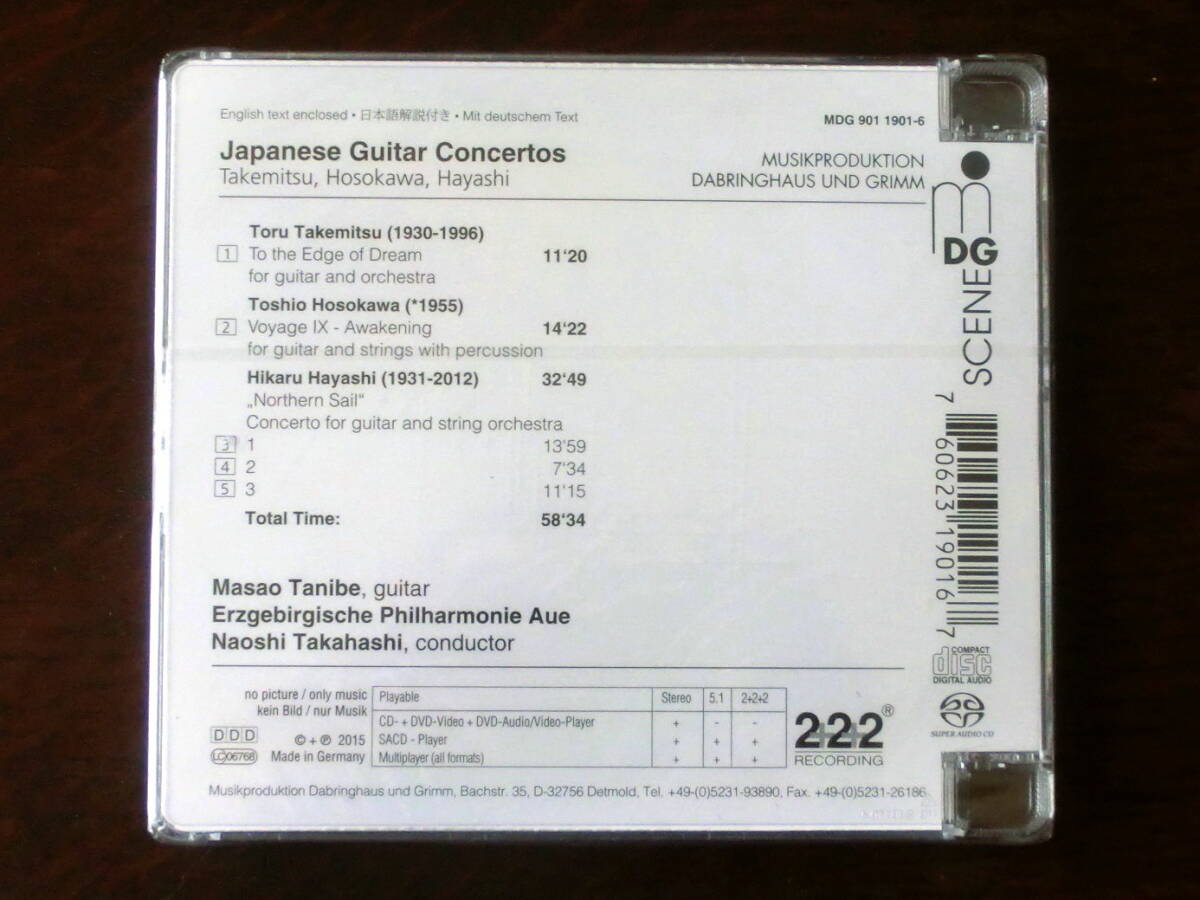 English text enclosed • 日本語解説付き • Mit deutschem Text
MDG 901 1901-6
Japanese Guitar Concertos
Takemitsu, Hosokawa, Hayashi
MUSIKPRODUKTION
DABRINGHAUS UND GRIMM
DG
SCENE
Toru Takemitsu (1930-1996)
1 To the Edge of Dream 11‘20
for guitar and orchestra
Toshio Hosokawa (*1955)
2 Voyage IX - Awakening 14‘22
for guitar and strings with percussion
Hikaru Hayashi (1931-2012) 32‘49
„Northern Sail“
Concerto for guitar and string orchestra
3 1 13'59
4 2 7'34
5 3 11'15
Total Time: 58‘34
Masao Tanibe, guitar
Erzgebirgische Philharmonie Aue
Naoshi Takahashi, conductor
7 60623 19016 7
COMPACT
disc
DIGITAL AUDIO
SUPER AUDIO CD
no picture / only music
kein Bild / nur Musik
DDD
LC06768
© + ℗ 2015
Made in Germany
Playable Stereo 5.1 2+2+2
CD- + DVD-Video + DVD-Audio/Video-Player + - -
SACD - Player + + +
Multiplayer (all formats) + + +
2+2+2®
RECORDING
Musikproduktion Dabringhaus und Grimm, Bachstr. 35, D-32756 Detmold, Tel. +49-(0)5231-93890, Fax. +49-(0)5231-26186